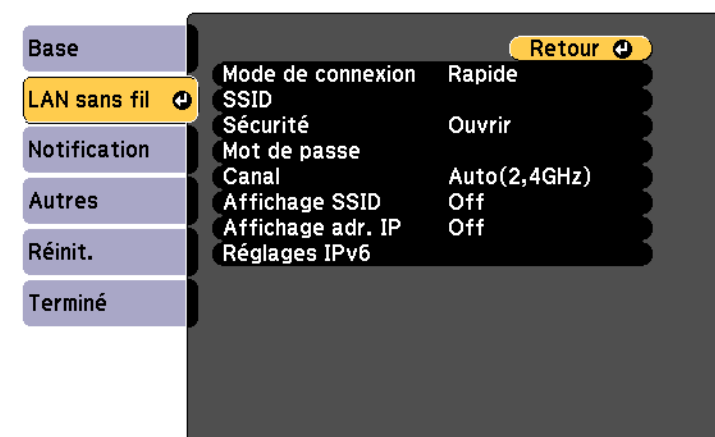 Base
LAN sans fil
Notification
Autres
Réinit.
Terminé
Retour
Mode de connexion Rapide
SSID
Sécurité Ouvrir
Mot de passe
Canal Auto(2,4GHz)
Affichage SSID Off
Affichage adr. IP Off
Réglages IPv6